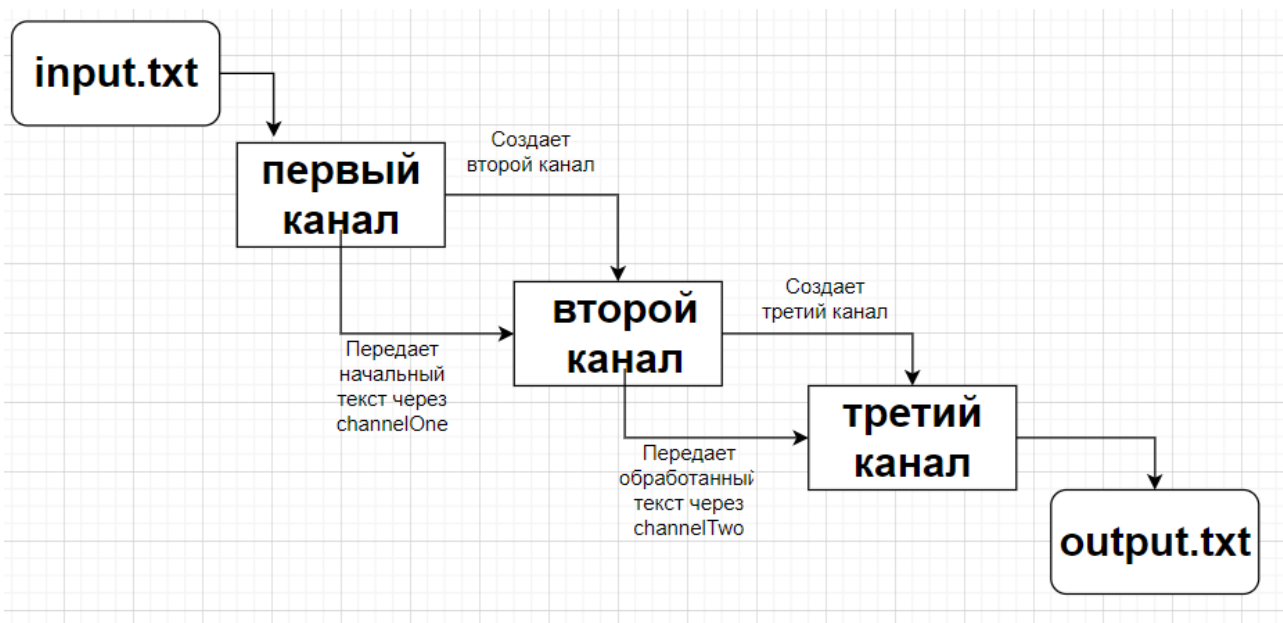 input.txt
первый
канал
Создает
второй канал
Передает
начальный
текст через
channelOne
второй
канал
Создает
третий канал
Передает
обработанный
текст через
channelTwo
третий
канал
output.txt